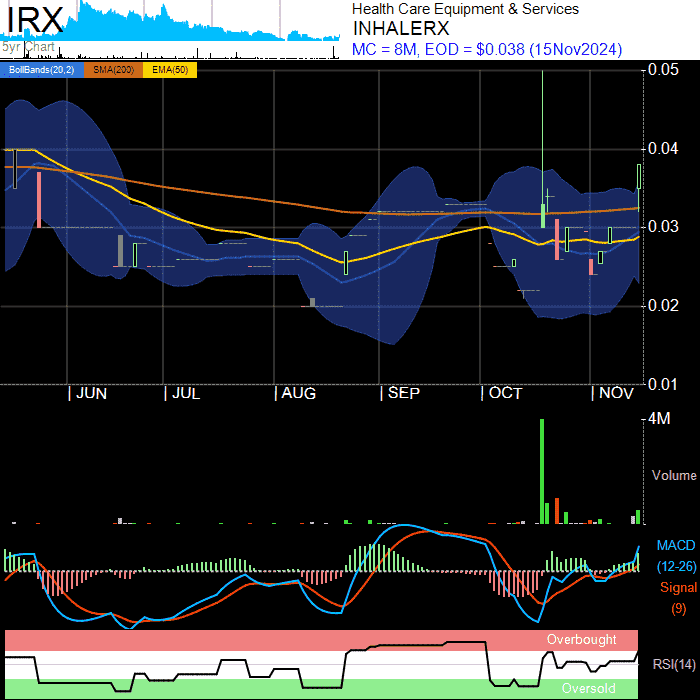 IRX
5yr Chart
Health Care Equipment & Services
INHALERX
MC = 8M, EOD = $0.038 (15Nov2024)
BollBands(20,2) SMA(200) EMA(50)
0.05
0.04
0.03
0.02
0.01
| JUN | JUL | AUG | SEP | OCT | NOV
4M
Volume
MACD
(12-26)
Signal
(9)
Overbought
RSI(14)
Oversold